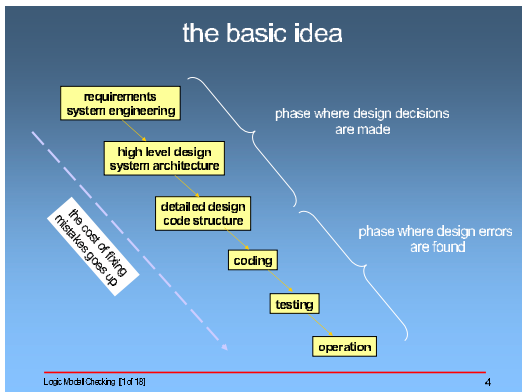 the basic idea
requirements
system engineering
phase where design decisions
are made
high level design
system architecture
detailed design
code structure
the cost of fixing
mistakes goes up
phase where design errors
are found
coding
testing
operation
Logic Model Checking [1 of 18]
4